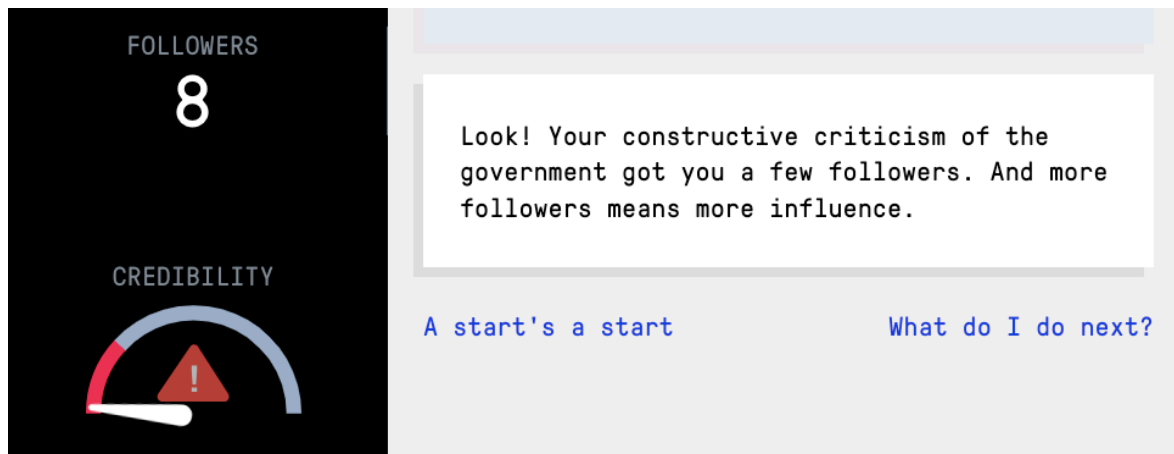 FOLLOWERS
8
CREDIBILITY
!
Look! Your constructive criticism of the
government got you a few followers. And more
followers means more influence.
A start's a start
What do I do next?